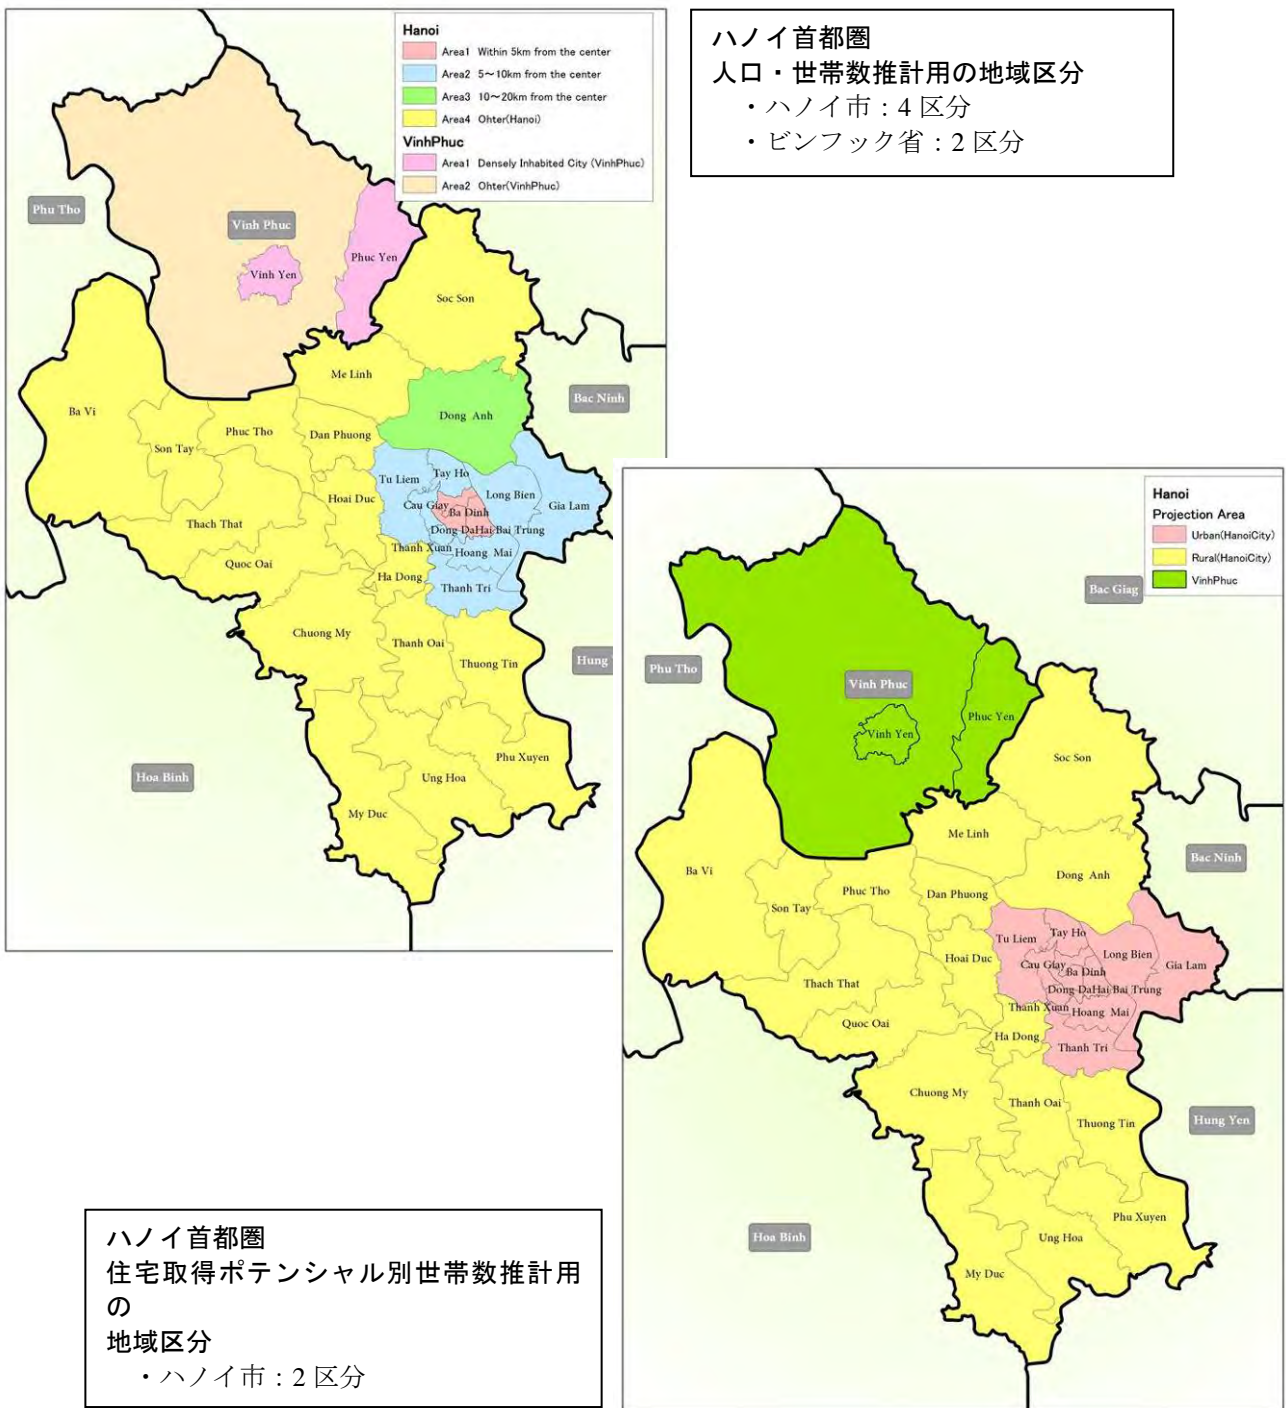 Hanoi
Area1 Within 5km from the center
Area2 5～10km from the center
Area3 10～20km from the center
Area4 Ohter(Hanoi)
VinhPhuc
Area1 Densely Inhabited City (VinhPhuc)
Area2 Ohter(VinhPhuc)
Phu Tho
Vinh Phuc
Vinh Yen
Phuc Yen
Soc Son
Me Linh
Bac Ninh
Ba Vi
Dong Anh
Son Tay
Phuc Tho
Dan Phuong
Tu Liem
Tay Ho
Hoai Duc
Long Bien
Cau Giay
Ba Dinh
Gia Lam
Thach That
Dong Da
Hai Bai Trung
Thanh Xuan
Hoang Mai
Quoc Oai
Ha Dong
Thanh Tri
Chuong My
Thanh Oai
Thuong Tin
Hung
Phu Xuyen
Hoa Binh
Ung Hoa
My Duc
ハノイ首都圏
人口・世帯数推計用の地域区分
・ハノイ市：4 区分
・ビンフック省：2 区分
Hanoi
Projection Area
Urban(HanoiCity)
Rural(HanoiCity)
VinhPhuc
Bac Giag
Phu Tho
Vinh Phuc
Phuc Yen
Vinh Yen
Soc Son
Me Linh
Bac Ninh
Ba Vi
Dong Anh
Phuc Tho
Dan Phuong
Son Tay
Tu Liem
Tay Ho
Hoai Duc
Long Bien
Cau Giay
Ba Dinh
Gia Lam
Thach That
Dong Da
Hai Bai Trung
Thanh Xuan
Hoang Mai
Quoc Oai
Ha Dong
Thanh Tri
Chuong My
Thanh Oai
Thuong Tin
Hung Yen
Phu Xuyen
Hoa Binh
Ung Hoa
My Duc
ハノイ首都圏
住宅取得ポテンシャル別世帯数推計用
の
地域区分
・ハノイ市：2 区分